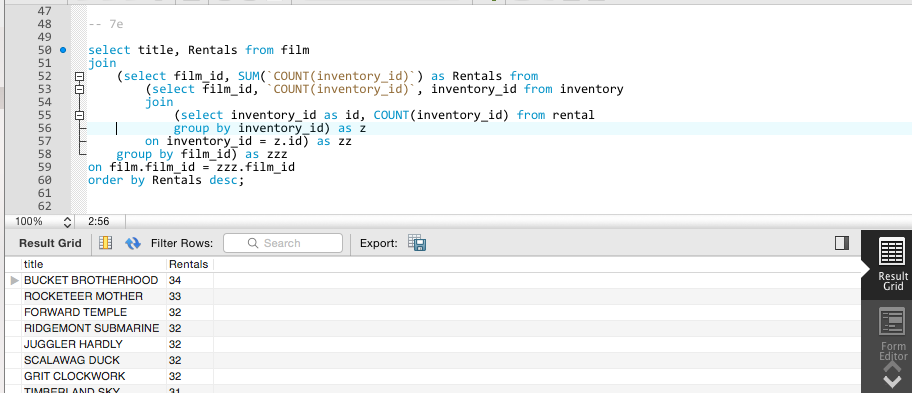 47
48 -- 7e
49
50 select title, Rentals from film
51 join
52 (select film_id, SUM(`COUNT(inventory_id)`) as Rentals from
53 (select film_id, `COUNT(inventory_id)`, inventory_id from inventory
54 join
55 (select inventory_id as id, COUNT(inventory_id) from rental
56 group by inventory_id) as z
57 on inventory_id = z.id) as zz
58 group by film_id) as zzz
59 on film.film_id = zzz.film_id
60 order by Rentals desc;
61
62
100% 2:56
Result Grid Filter Rows: Search Export:
title Rentals
BUCKET BROTHERHOOD 34
ROCKETEER MOTHER 33
FORWARD TEMPLE 32
RIDGEMONT SUBMARINE 32
JUGGLER HARDLY 32
SCALAWAG DUCK 32
GRIT CLOCKWORK 32
TIMBERLAND SKY 31
Result
Grid
Form
Editor